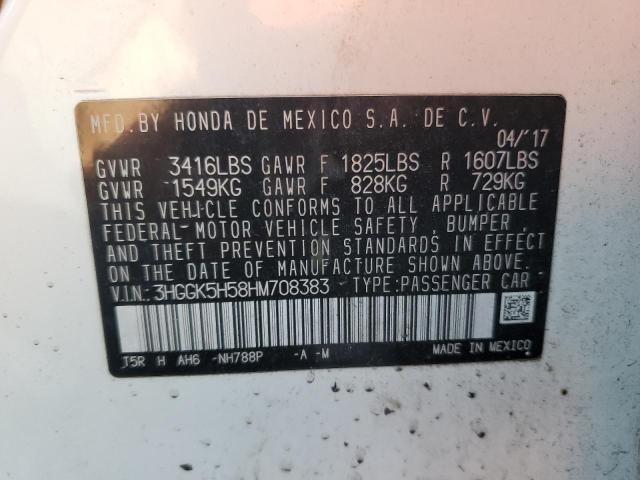 MFD. BY HONDA DE MEXICO S.A. DE C.V.
04/'17
GVWR 3416LBS GAWR F 1825LBS R 1607LBS
GVWR 1549KG GAWR F 828KG R 729KG
THIS VEHICLE CONFORMS TO ALL APPLICABLE
FEDERAL MOTOR VEHICLE SAFETY, BUMPER,
AND THEFT PREVENTION STANDARDS IN EFFECT
ON THE DATE OF MANUFACTURE SHOWN ABOVE.
V.I.N.: 3HGGK5H58HM708383 TYPE:PASSENGER CAR
T5R H AH6 -NH788P -A -M
MADE IN MEXICO